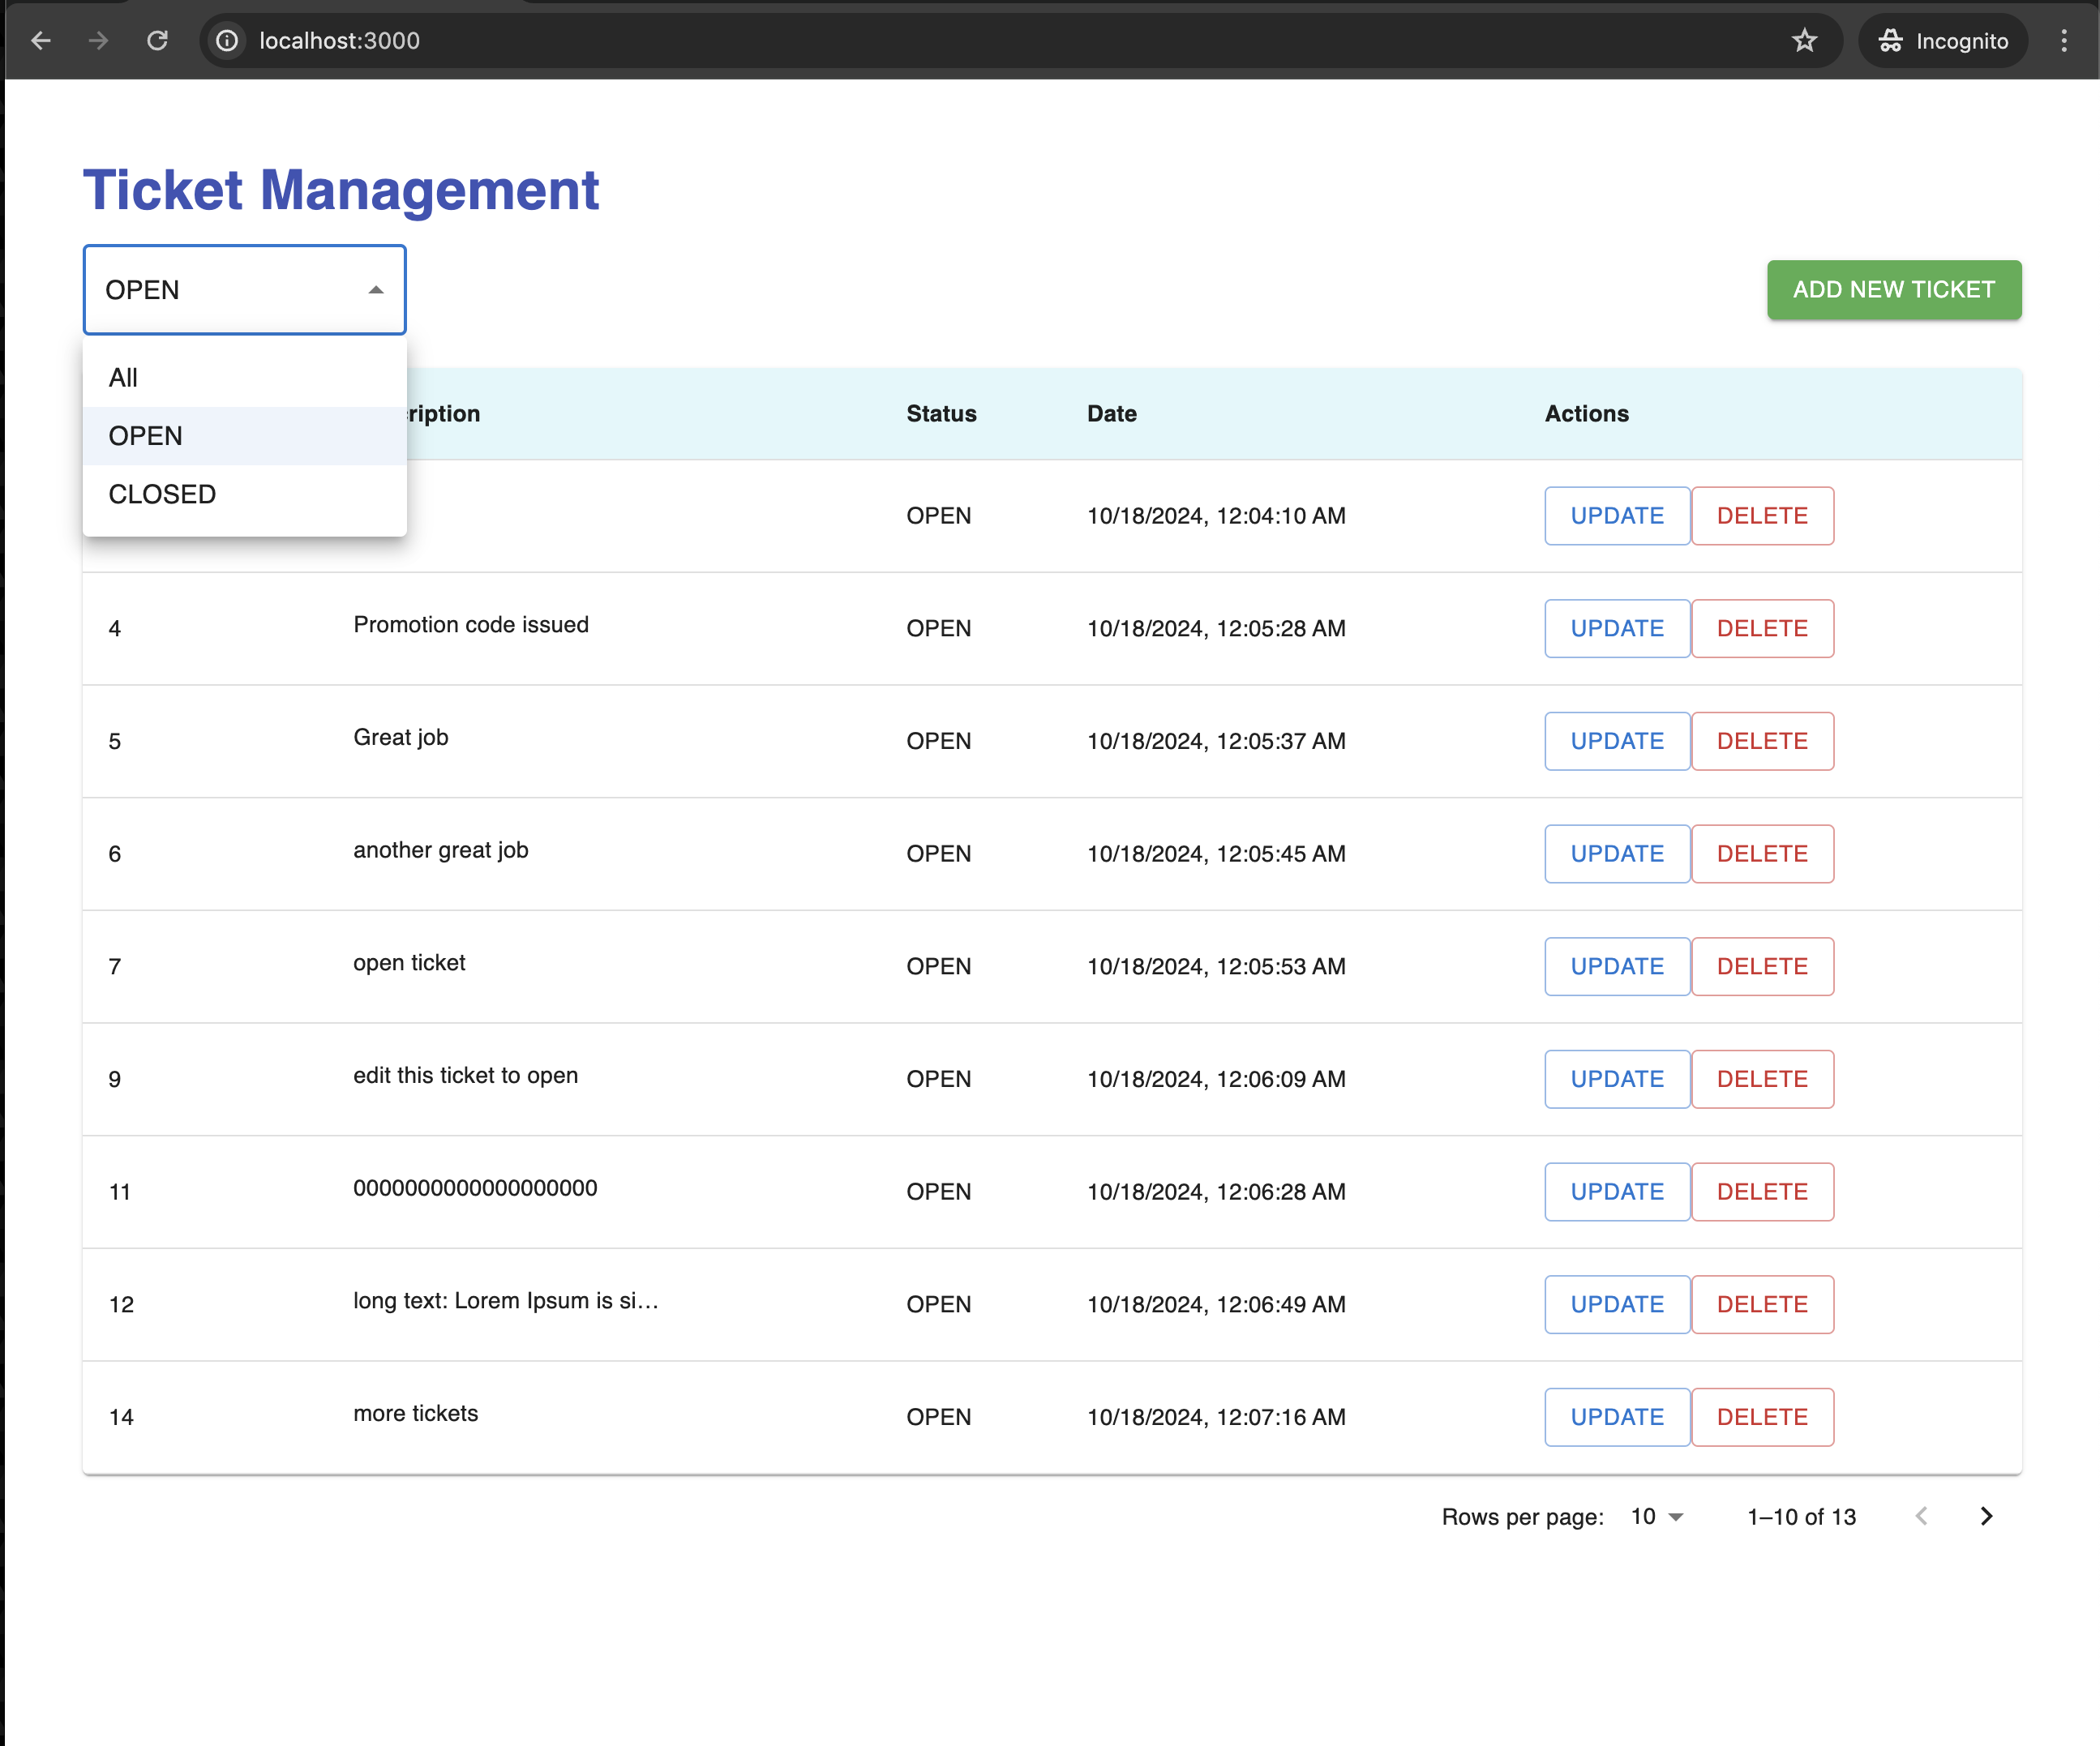 localhost:3000
Incognito
Ticket Management
OPEN
ADD NEW TICKET
All
OPEN
CLOSED
Status Date Actions
OPEN 10/18/2024, 12:04:10 AM UPDATE DELETE
4 Promotion code issued OPEN 10/18/2024, 12:05:28 AM UPDATE DELETE
5 Great job OPEN 10/18/2024, 12:05:37 AM UPDATE DELETE
6 another great job OPEN 10/18/2024, 12:05:45 AM UPDATE DELETE
7 open ticket OPEN 10/18/2024, 12:05:53 AM UPDATE DELETE
9 edit this ticket to open OPEN 10/18/2024, 12:06:09 AM UPDATE DELETE
11 0000000000000000000 OPEN 10/18/2024, 12:06:28 AM UPDATE DELETE
12 long text: Lorem Ipsum is si... OPEN 10/18/2024, 12:06:49 AM UPDATE DELETE
14 more tickets OPEN 10/18/2024, 12:07:16 AM UPDATE DELETE
Rows per page: 10 1–10 of 13